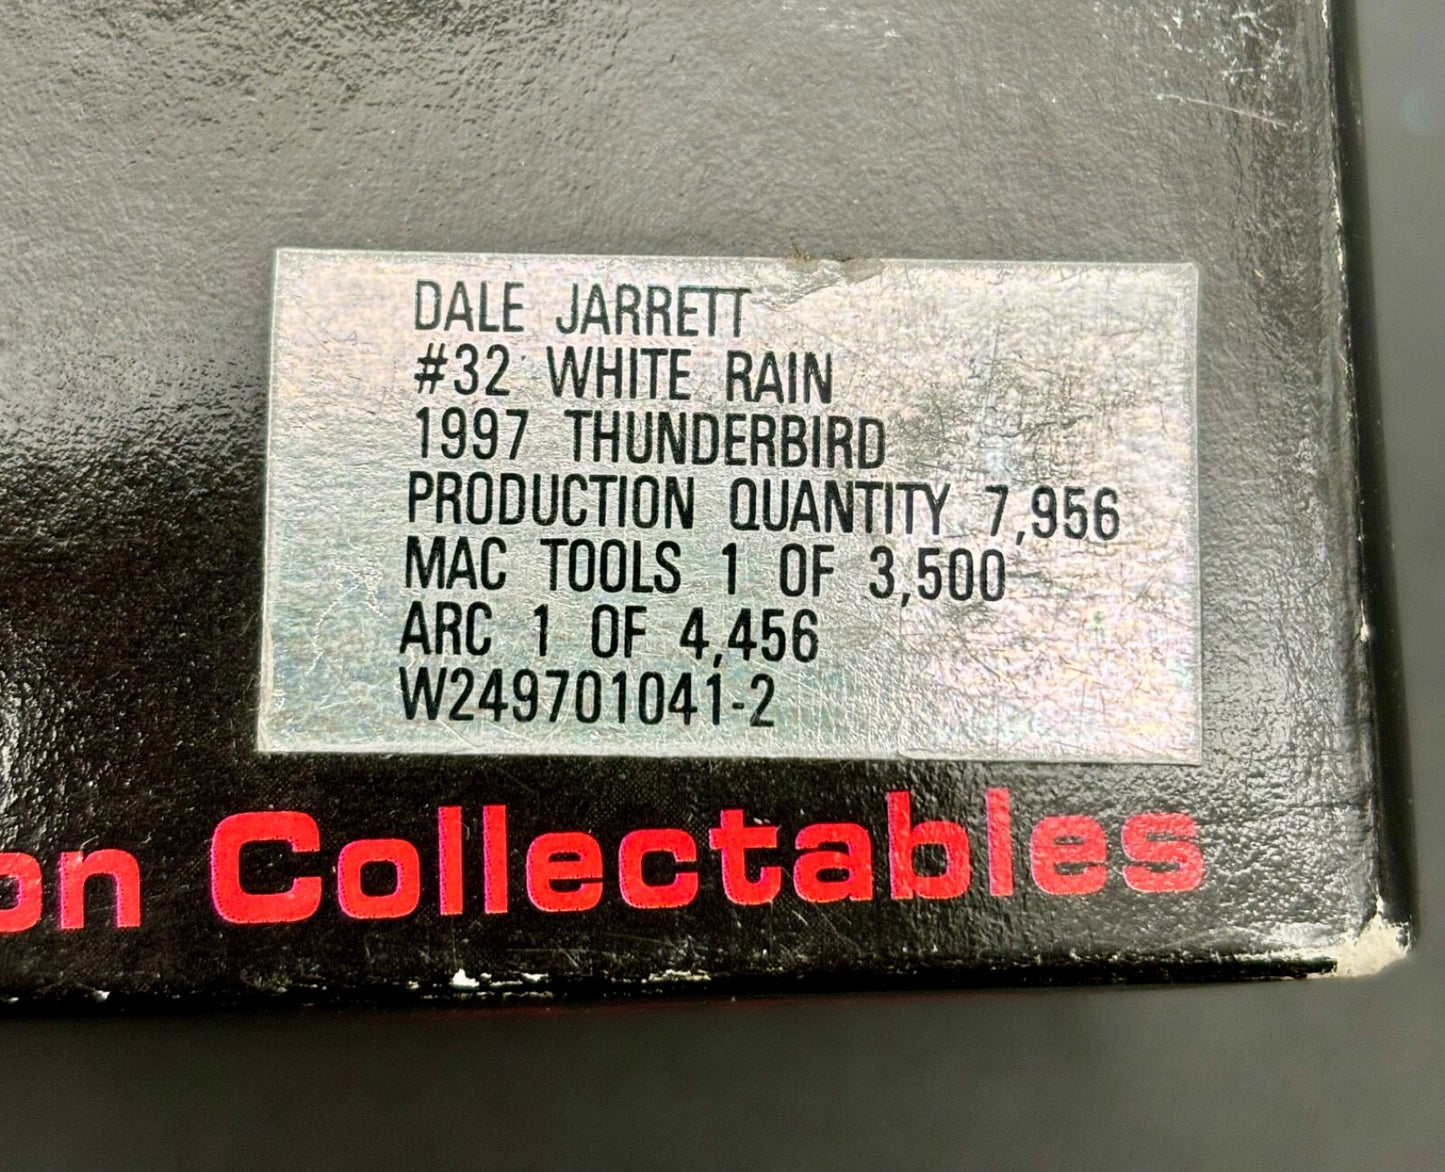 DALE JARRETT
#32 WHITE RAIN
1997 THUNDERBIRD
PRODUCTION QUANTITY 7,956
MAC TOOLS 1 OF 3,500
ARC 1 OF 4,456
W249701041-2
on Collectables